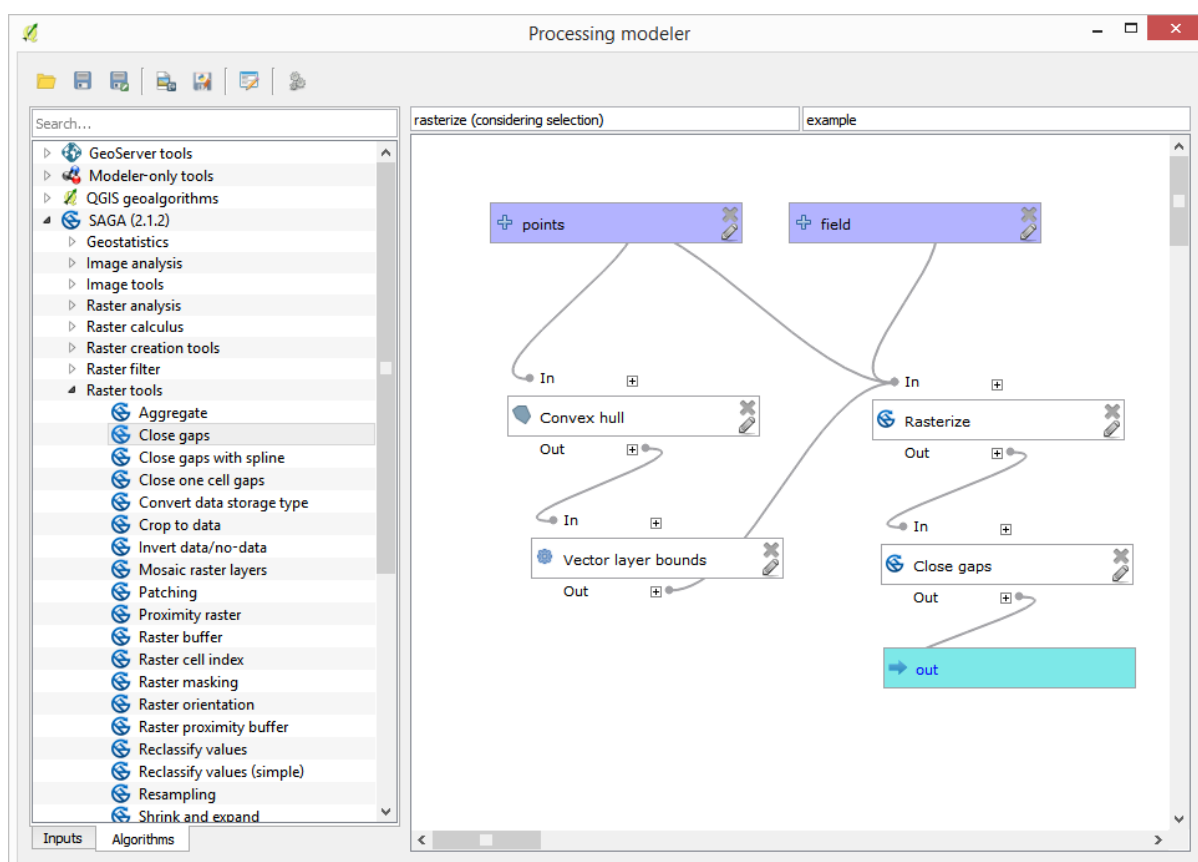 Processing modeler
Search...
GeoServer tools
Modeler-only tools
QGIS geoalgorithms
SAGA (2.1.2)
Geostatistics
Image analysis
Image tools
Raster analysis
Raster calculus
Raster creation tools
Raster filter
Raster tools
Aggregate
Close gaps
Close gaps with spline
Close one cell gaps
Convert data storage type
Crop to data
Invert data/no-data
Mosaic raster layers
Patching
Proximity raster
Raster buffer
Raster cell index
Raster masking
Raster orientation
Raster proximity buffer
Reclassify values
Reclassify values (simple)
Resampling
Shrink and expand
Inputs
Algorithms
rasterize (considering selection)
example
points
field
In
Convex hull
Out
In
Rasterize
Out
In
Vector layer bounds
Out
In
Close gaps
Out
out